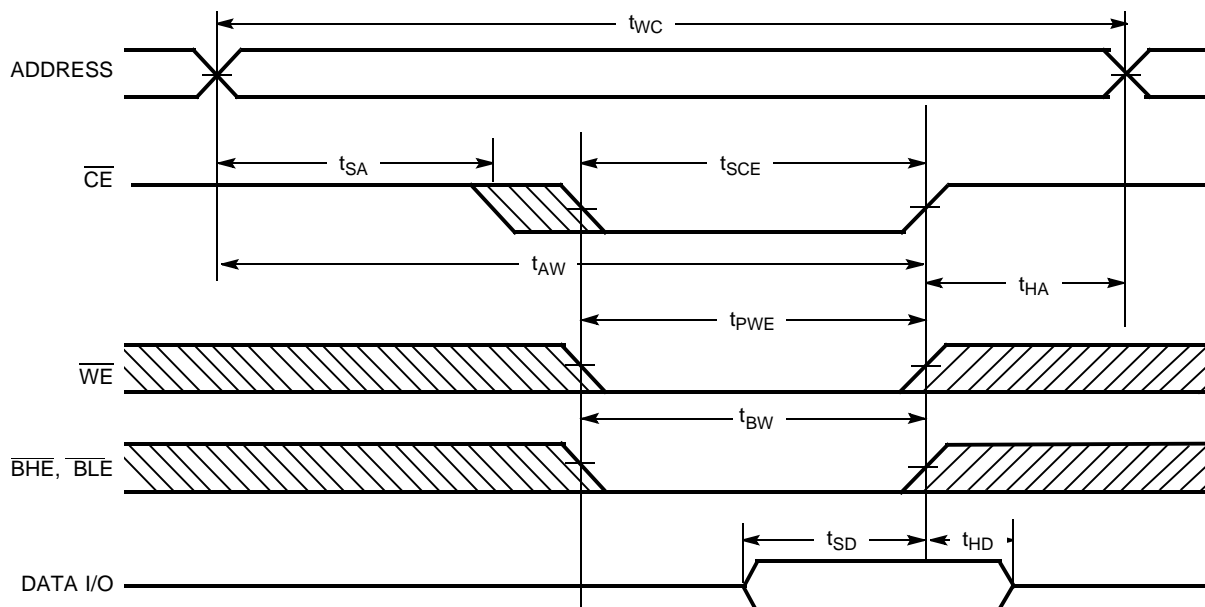 tWC
ADDRESS
tSA
tSCE
CE
tAW
tHA
tPWE
WE
tBW
BHE, BLE
tSD
tHD
DATA I/O